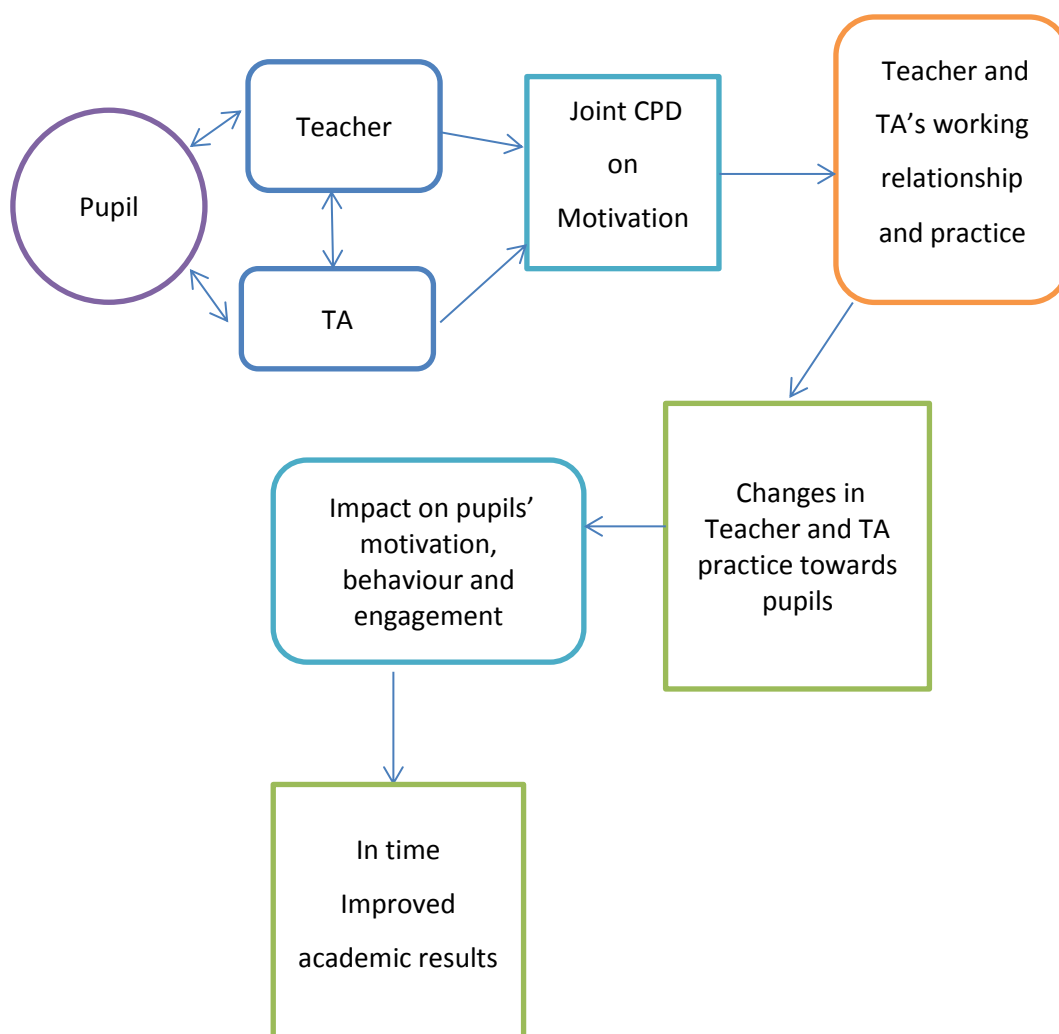 Pupil
Teacher
TA
Joint CPD
on
Motivation
Teacher and
TA’s working
relationship
and practice
Changes in
Teacher and TA
practice towards
pupils
Impact on pupils’
motivation,
behaviour and
engagement
In time
Improved
academic results